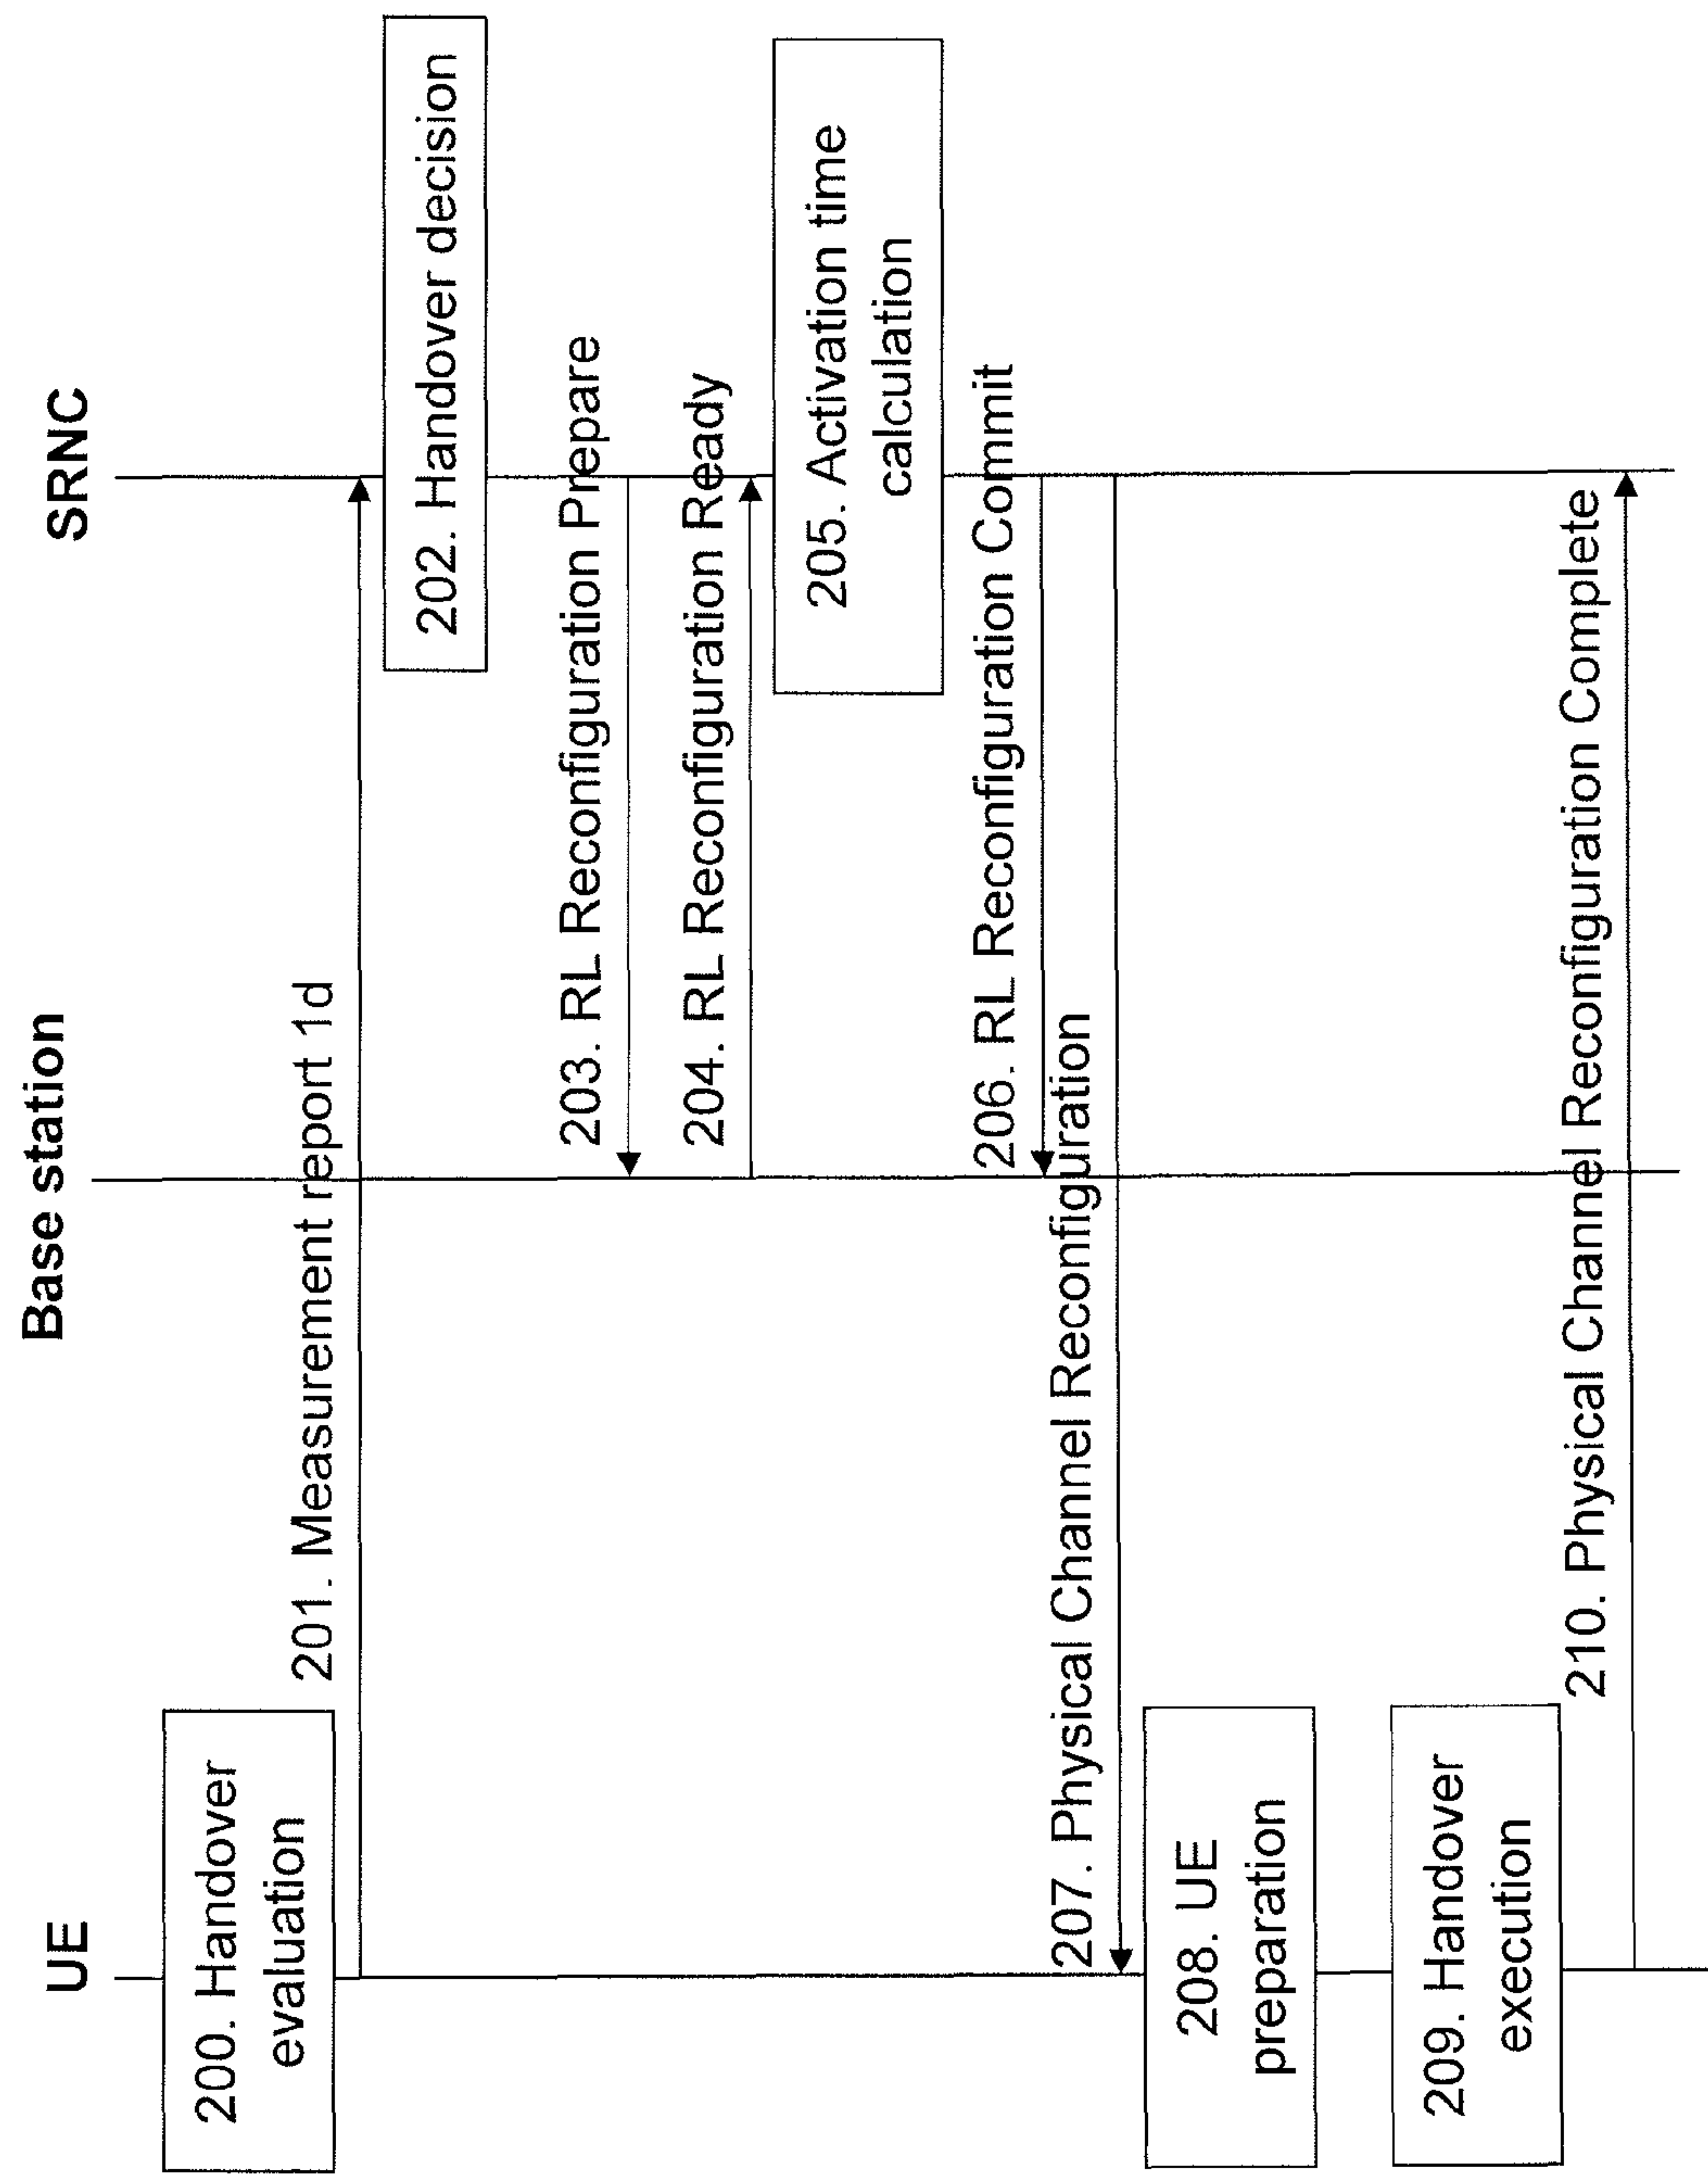 UE
Base station
SRNC
200. Handover
evaluation
201. Measurement report 1d
202. Handover decision
203. RL Reconfiguration Prepare
204. RL Reconfiguration Ready
205. Activation time
calculation
206. RL Reconfiguration Commit
207. Physical Channel Reconfiguration
208. UE
preparation
209. Handover
execution
210. Physical Channel Reconfiguration Complete